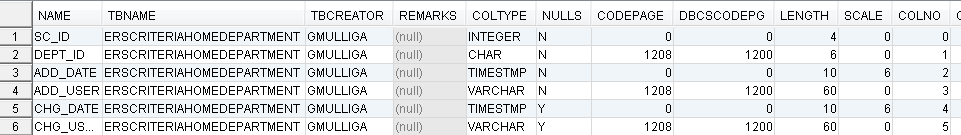 NAME TBNAME TBCREATOR REMARKS COLTYPE NULLS CODEPAGE DBCSCODEPG LENGTH SCALE COLNO
1 SC_ID ERSCRITERIAHOMEDEPARTMENT GMULLIGA (null) INTEGER N 0 0 4 0 0
2 DEPT_ID ERSCRITERIAHOMEDEPARTMENT GMULLIGA (null) CHAR N 1208 1200 6 0 1
3 ADD_DATE ERSCRITERIAHOMEDEPARTMENT GMULLIGA (null) TIMESTMP N 0 0 10 6 2
4 ADD_USER ERSCRITERIAHOMEDEPARTMENT GMULLIGA (null) VARCHAR N 1208 1200 60 0 3
5 CHG_DATE ERSCRITERIAHOMEDEPARTMENT GMULLIGA (null) TIMESTMP Y 0 0 10 6 4
6 CHG_US... ERSCRITERIAHOMEDEPARTMENT GMULLIGA (null) VARCHAR Y 1208 1200 60 0 5